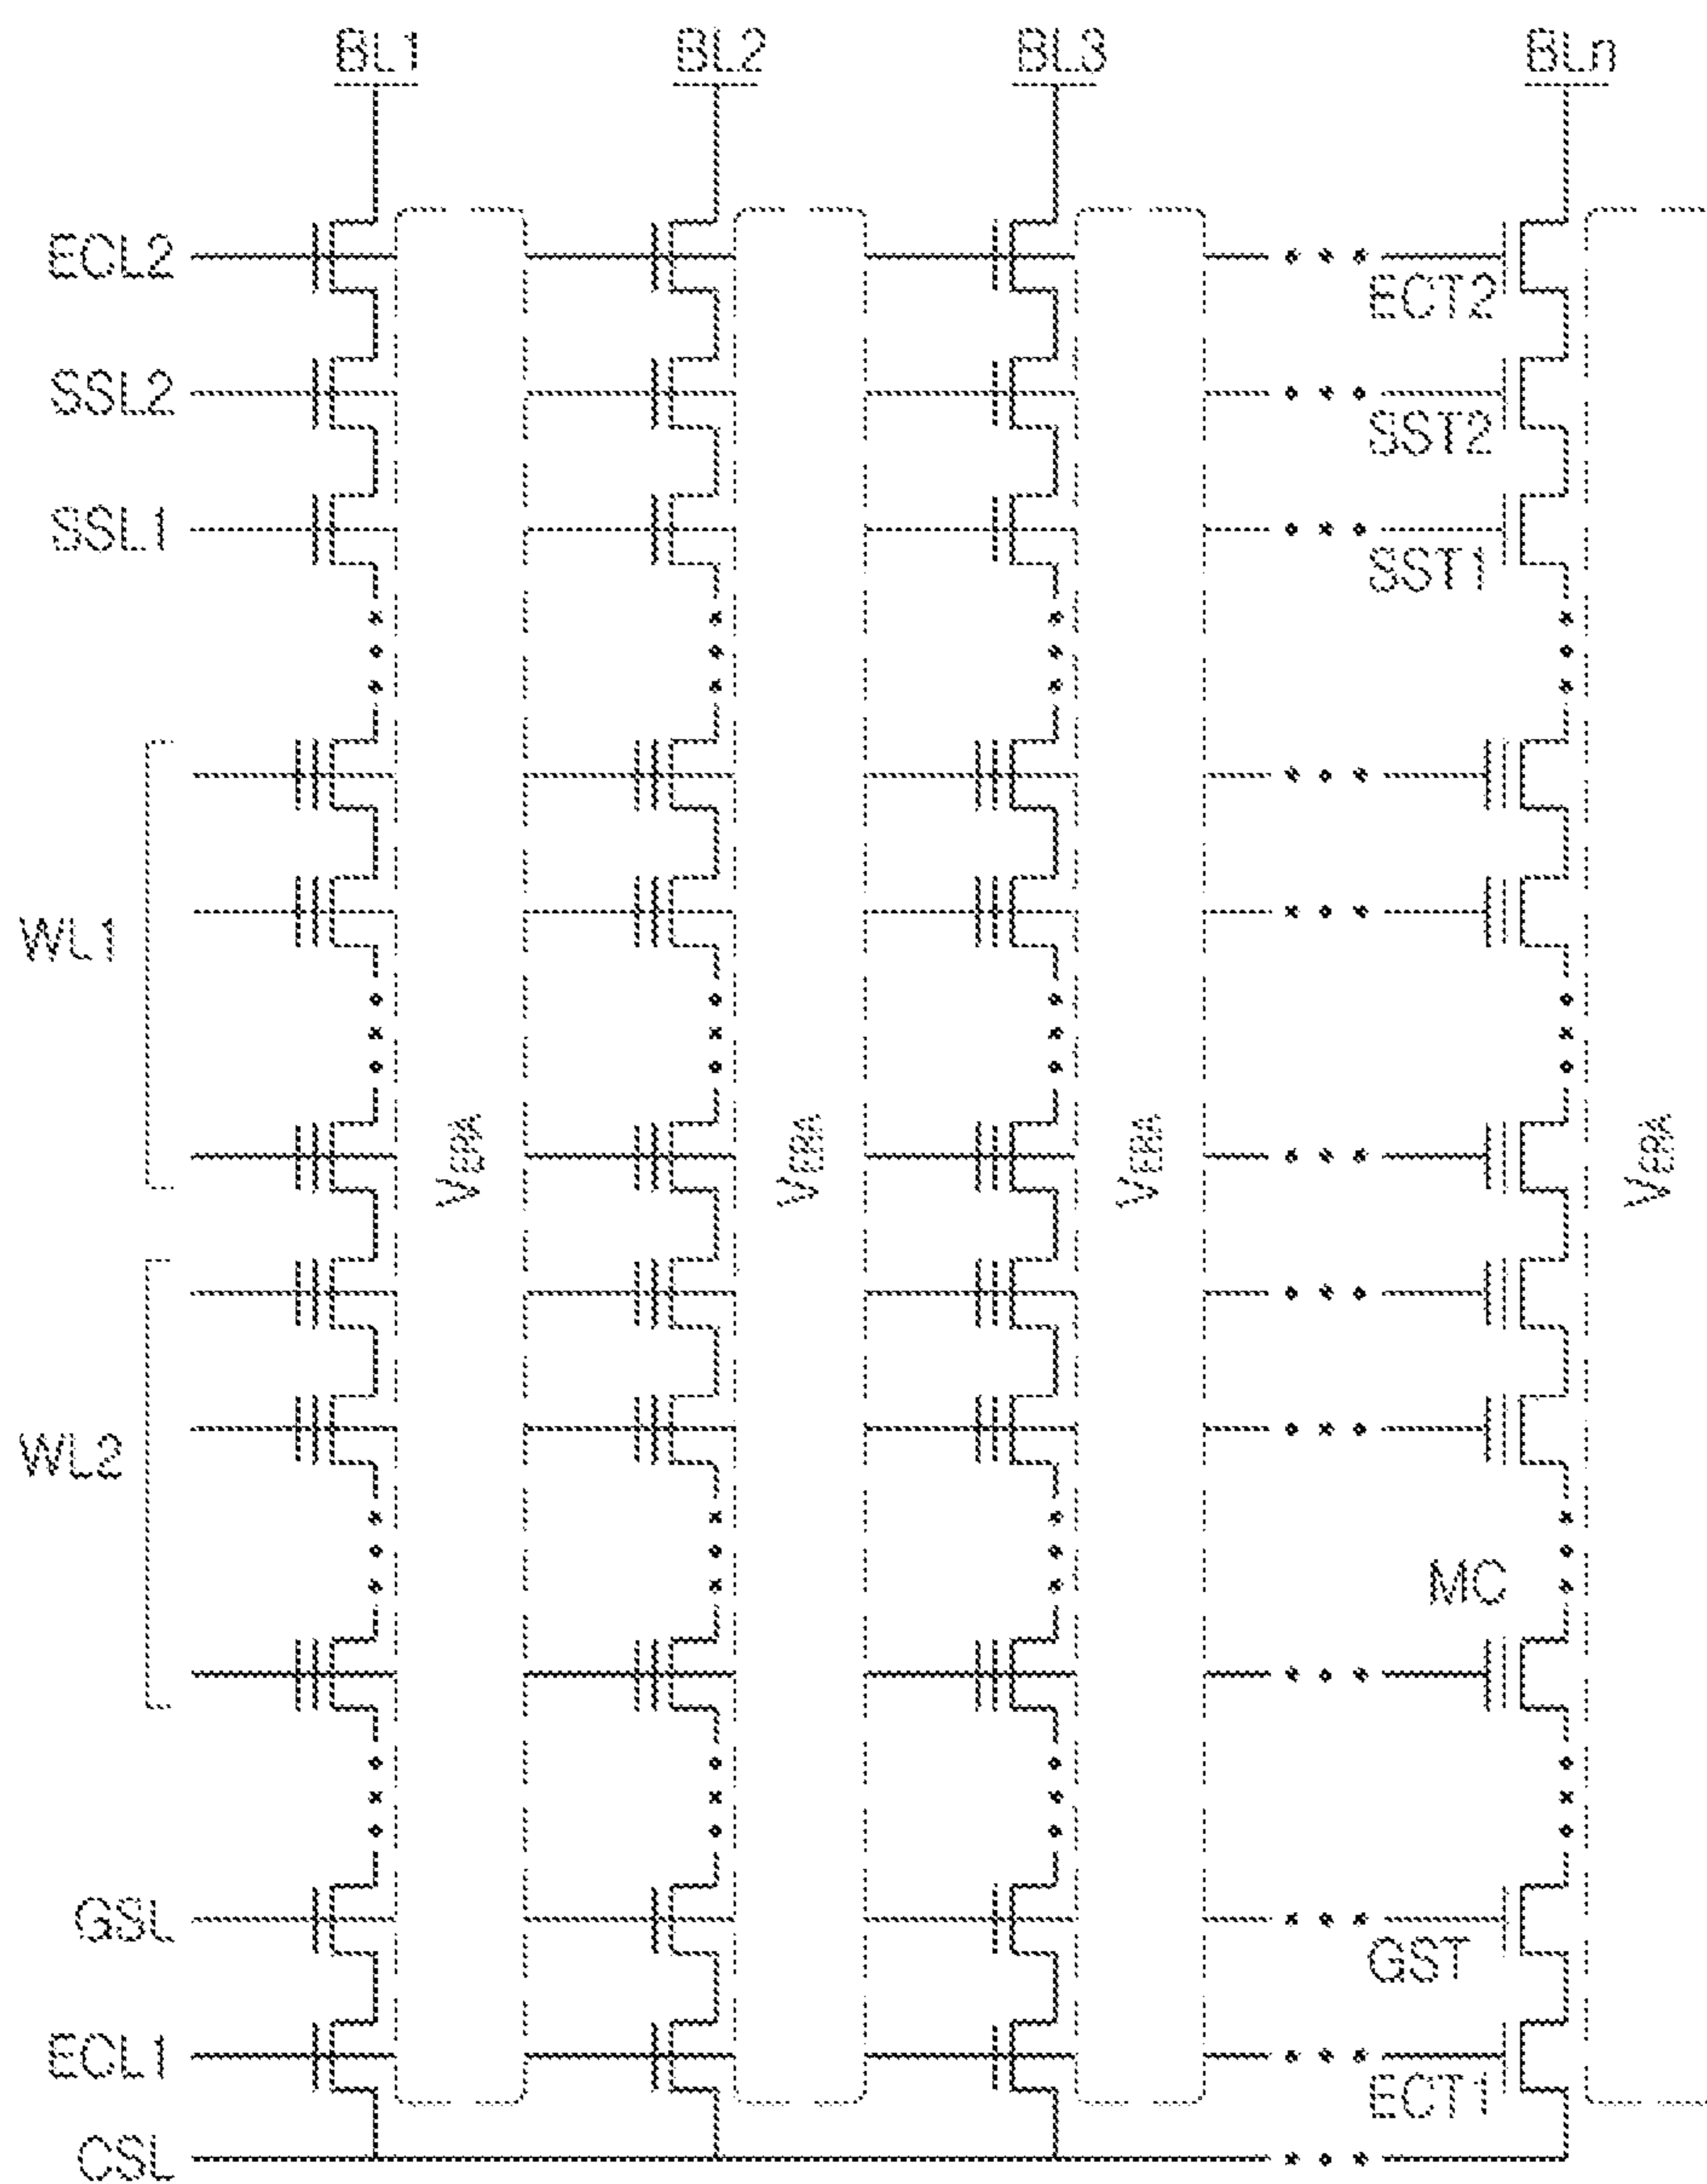 BL1 BL2 BL3 BLn
ECL2
ECT2
SSL2
SST2
SSL1
SST1
WL1
VERA VERA VERA VERA
WL2
MC
GSL
GST
ECL1
ECT1
CSL